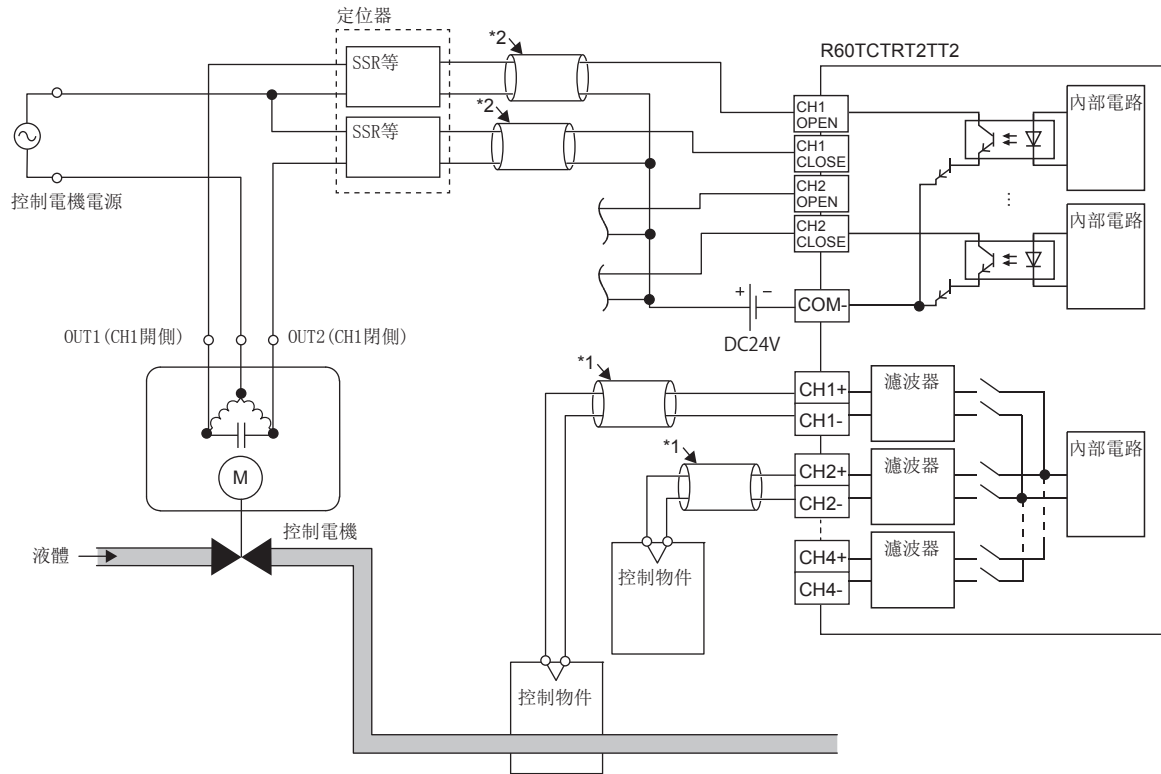 定位器
*2
SSR等
R60TCTRT2TT2
內部電路
CH1
OPEN
*2
SSR等
CH1
CLOSE
CH2
OPEN
控制電機電源
⋮
內部電路
CH2
CLOSE
+ −
COM-
DC24V
OUT1(CH1開側)
OUT2(CH1閉側)
*1
CH1+
濾波器
CH1-
內部電路
*1
M
CH2+
濾波器
CH2-
控制電機
液體
CH4+
濾波器
控制物件
CH4-
控制物件